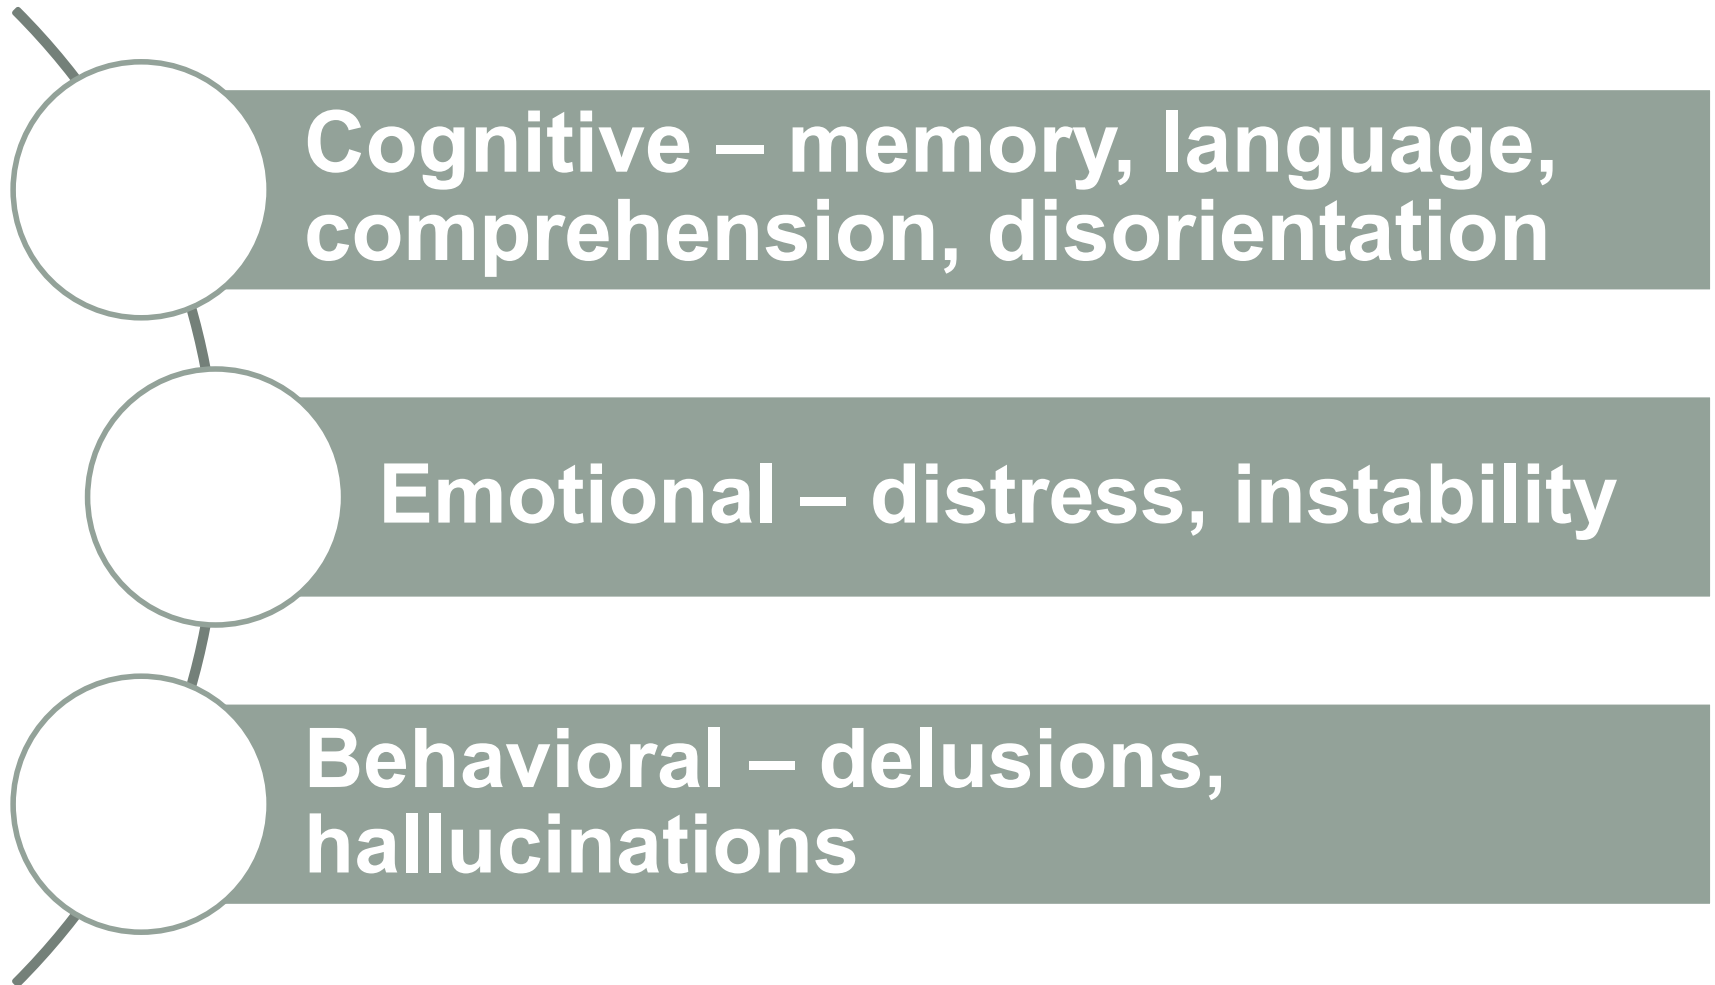 Cognitive – memory, language,
comprehension, disorientation
Emotional – distress, instability
Behavioral – delusions,
hallucinations